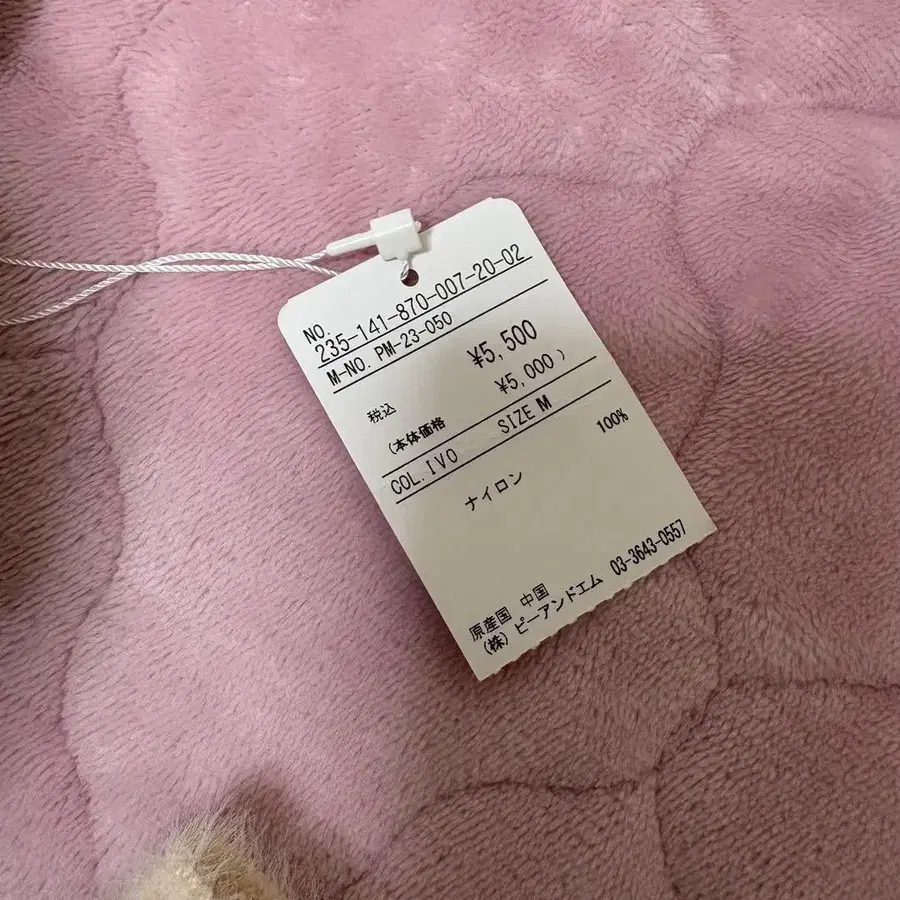 NO.
235-141-870-007-20-02
M-NO. PM-23-050
税込 ¥5,500
(本体価格 ¥5,000)
COL. IVO SIZE M
ナイロン 100%
原産国 中国
(株) ピーアンドエム 03-3643-0557